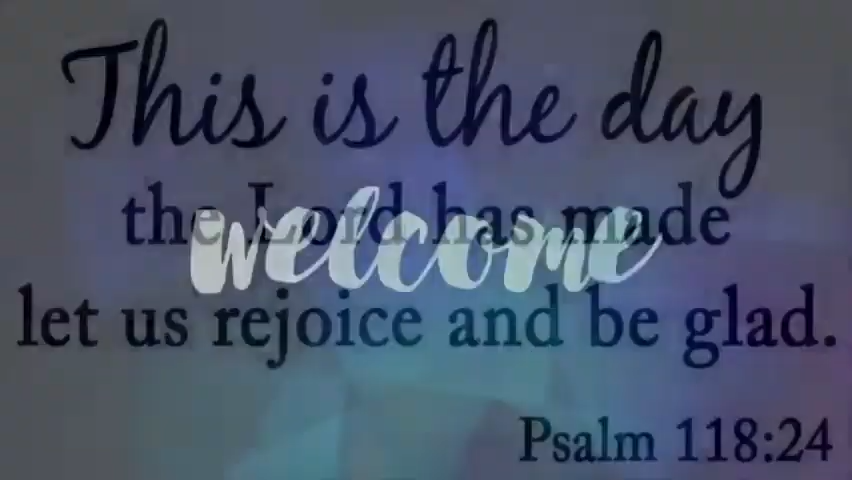 This is the day
the Lord has made
welcome
let us rejoice and be glad.
Psalm 118:24